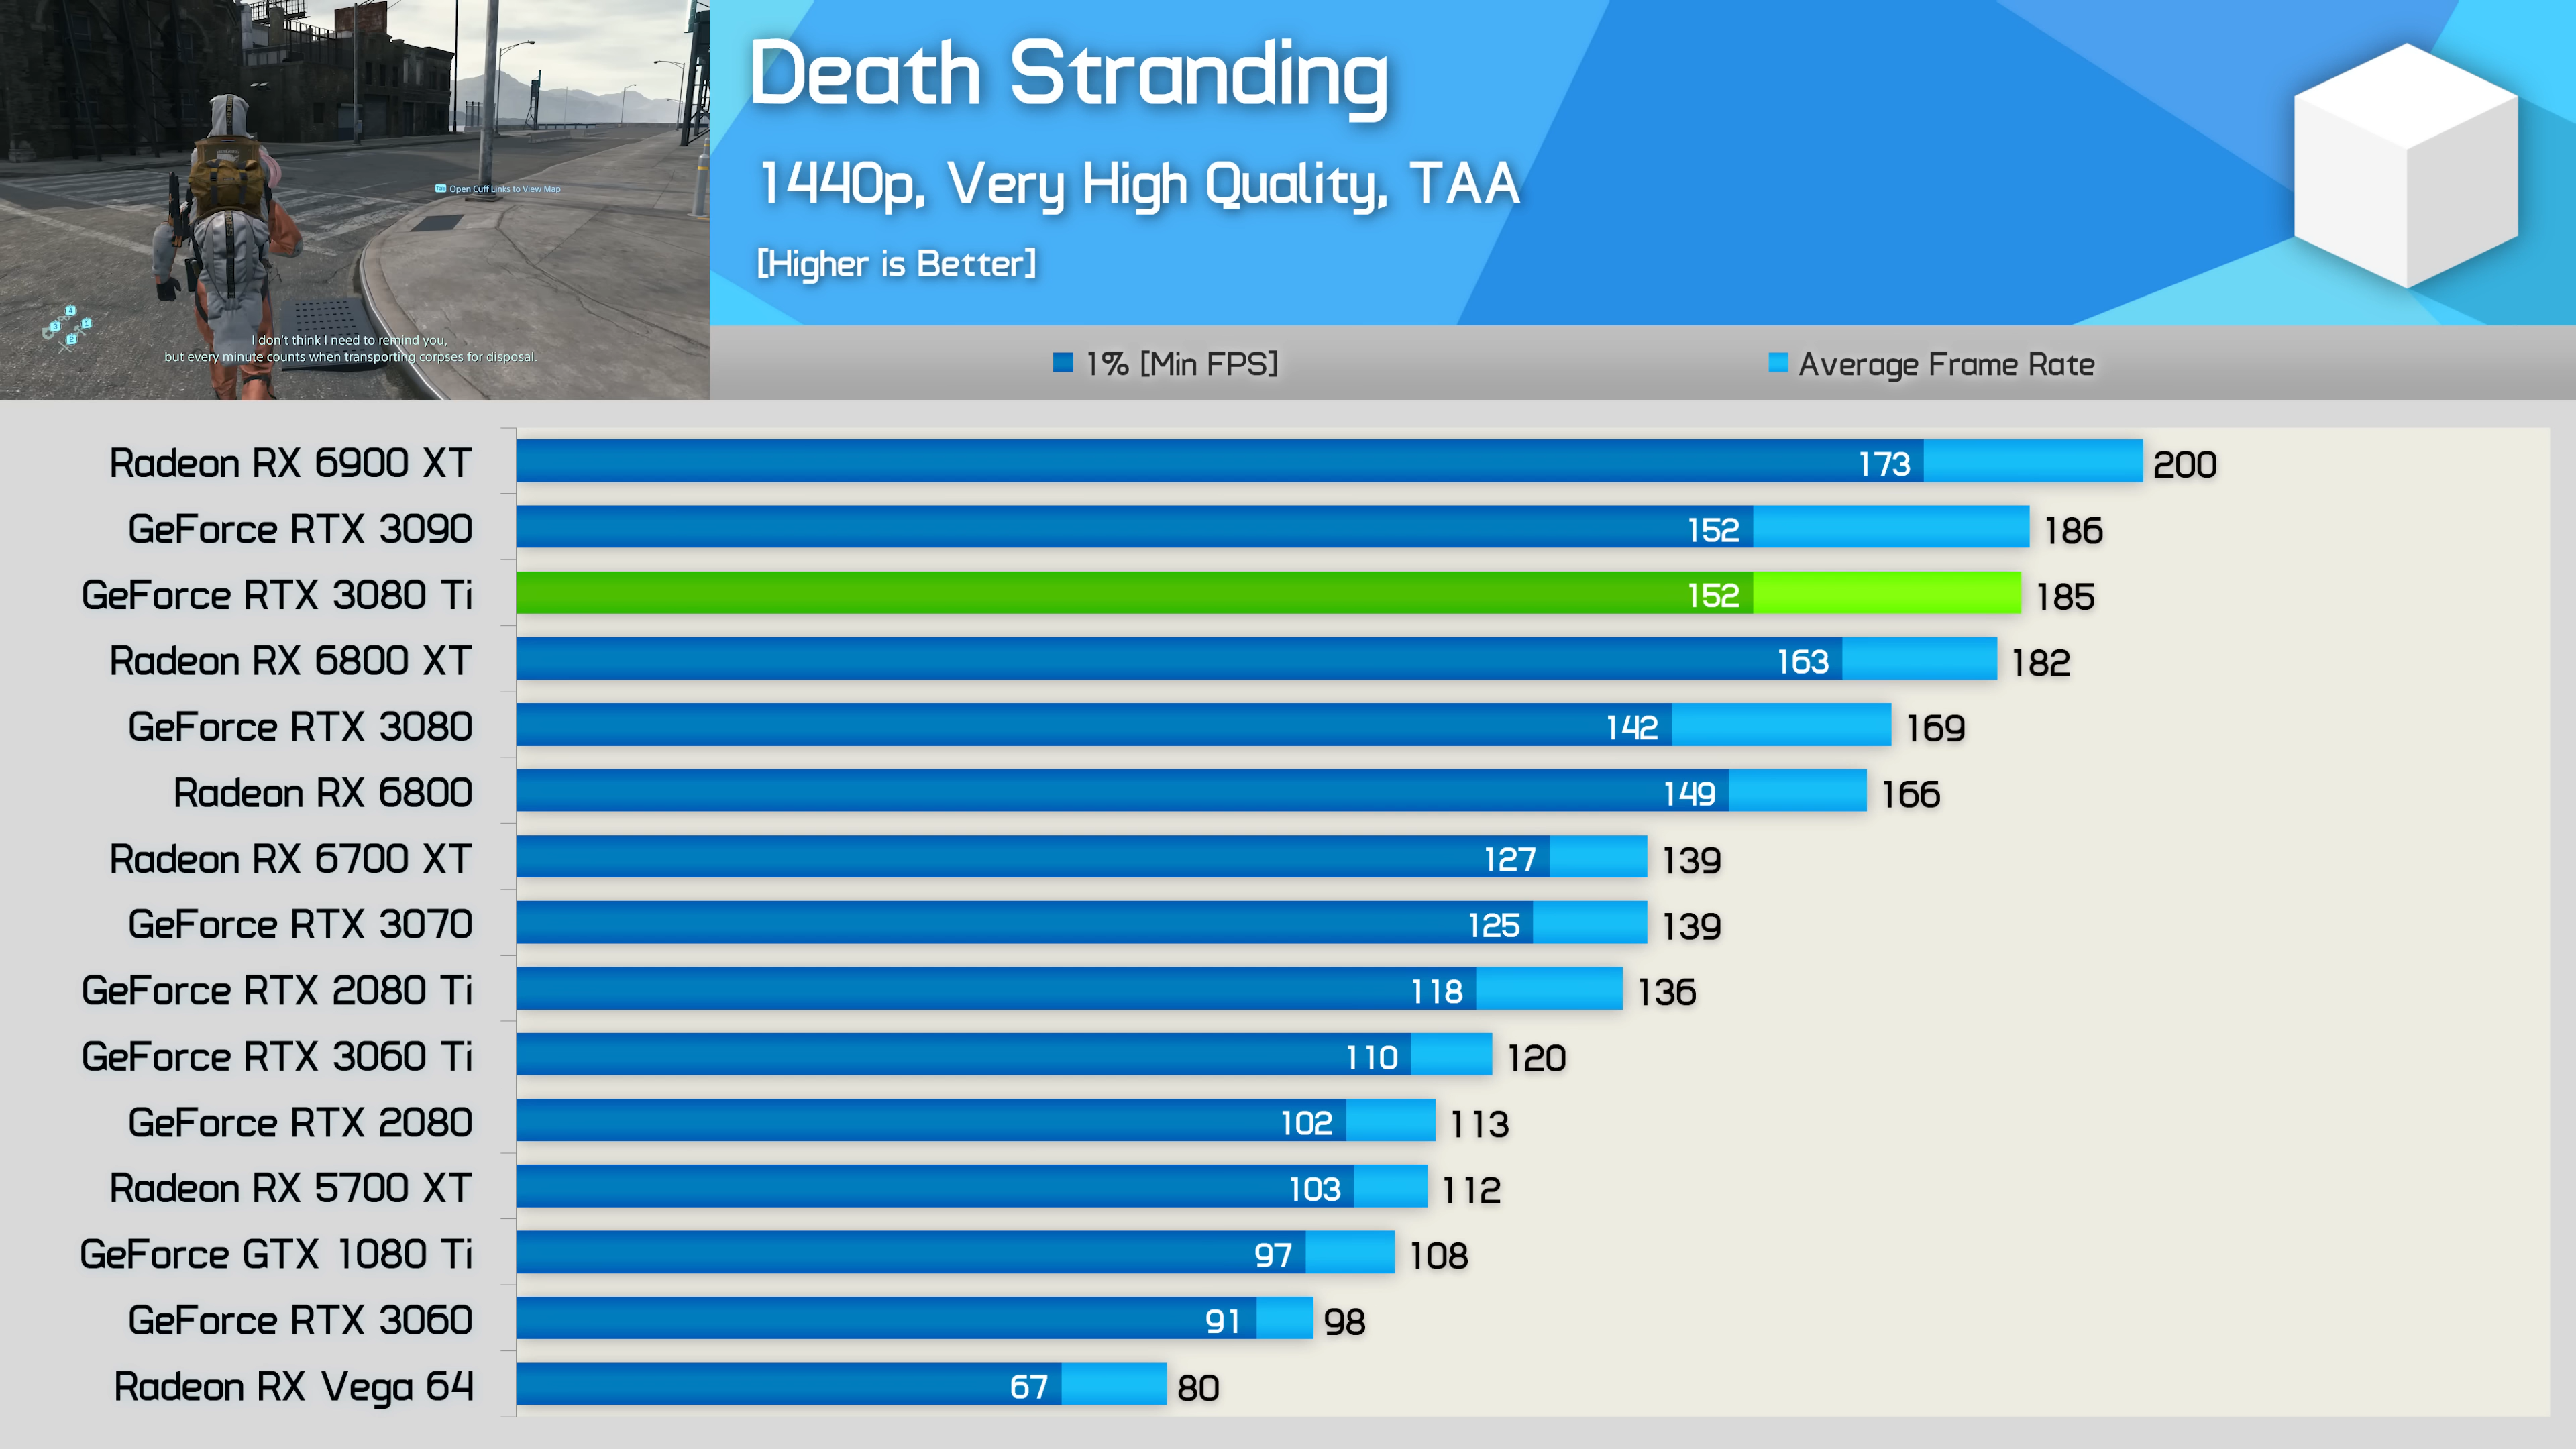 Death Stranding
1440p, Very High Quality, TAA
[Higher is Better]
Open Cuff Links to View Map
4
3
1
2
I don't think I need to remind you,
but every minute counts when transporting corpses for disposal.
1% [Min FPS]
Average Frame Rate
Radeon RX 6900 XT 173 200
GeForce RTX 3090 152 186
GeForce RTX 3080 Ti 152 185
Radeon RX 6800 XT 163 182
GeForce RTX 3080 142 169
Radeon RX 6800 149 166
Radeon RX 6700 XT 127 139
GeForce RTX 3070 125 139
GeForce RTX 2080 Ti 118 136
GeForce RTX 3060 Ti 110 120
GeForce RTX 2080 102 113
Radeon RX 5700 XT 103 112
GeForce GTX 1080 Ti 97 108
GeForce RTX 3060 91 98
Radeon RX Vega 64 67 80